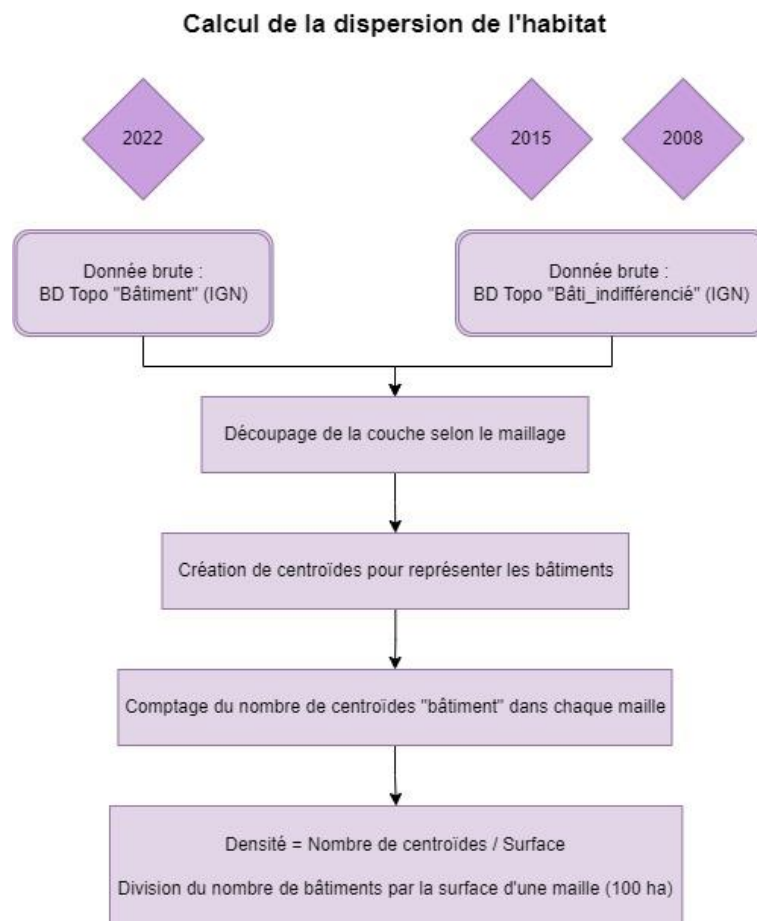 Calcul de la dispersion de l'habitat
2022
2015
2008
Donnée brute :
BD Topo "Bâtiment" (IGN)
Donnée brute :
BD Topo "Bâti_indifférencié" (IGN)
Découpage de la couche selon le maillage
Création de centroïdes pour représenter les bâtiments
Comptage du nombre de centroïdes "bâtiment" dans chaque maille
Densité = Nombre de centroïdes / Surface
Division du nombre de bâtiments par la surface d'une maille (100 ha)